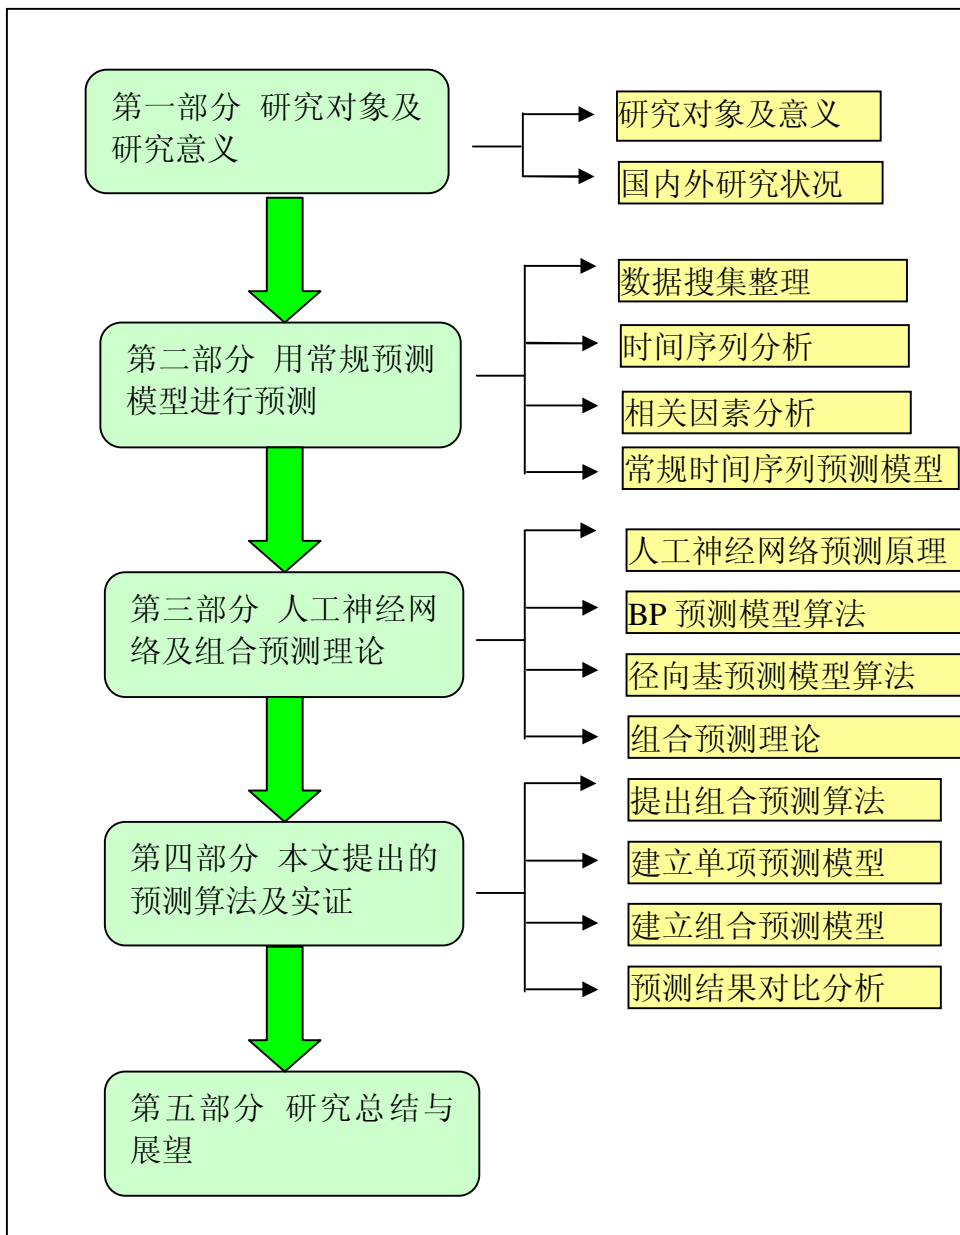 第一部分 研究对象及
研究意义
研究对象及意义
国内外研究状况
第二部分 用常规预测
模型进行预测
数据搜集整理
时间序列分析
相关因素分析
常规时间序列预测模型
第三部分 人工神经网
络及组合预测理论
人工神经网络预测原理
BP 预测模型算法
径向基预测模型算法
组合预测理论
第四部分 本文提出的
预测算法及实证
提出组合预测算法
建立单项预测模型
建立组合预测模型
预测结果对比分析
第五部分 研究总结与
展望